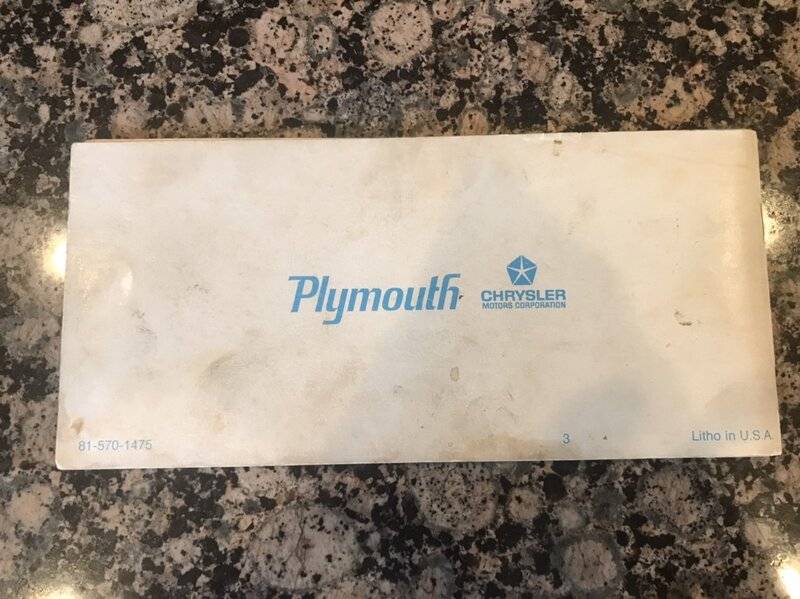 Plymouth
CHRYSLER
MOTORS CORPORATION
81-570-1475
3
Litho in U.S.A.